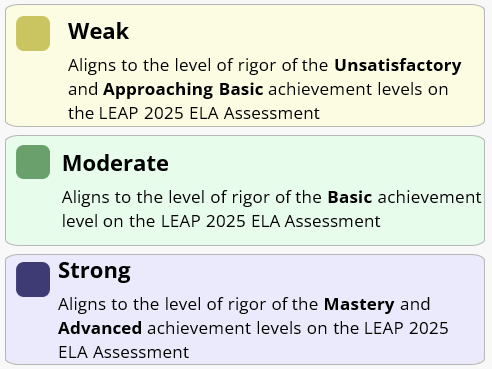 Weak
Aligns to the level of rigor of the Unsatisfactory
and Approaching Basic achievement levels on
the LEAP 2025 ELA Assessment
Moderate
Aligns to the level of rigor of the Basic achievement
level on the LEAP 2025 ELA Assessment
Strong
Aligns to the level of rigor of the Mastery and
Advanced achievement levels on the LEAP 2025
ELA Assessment